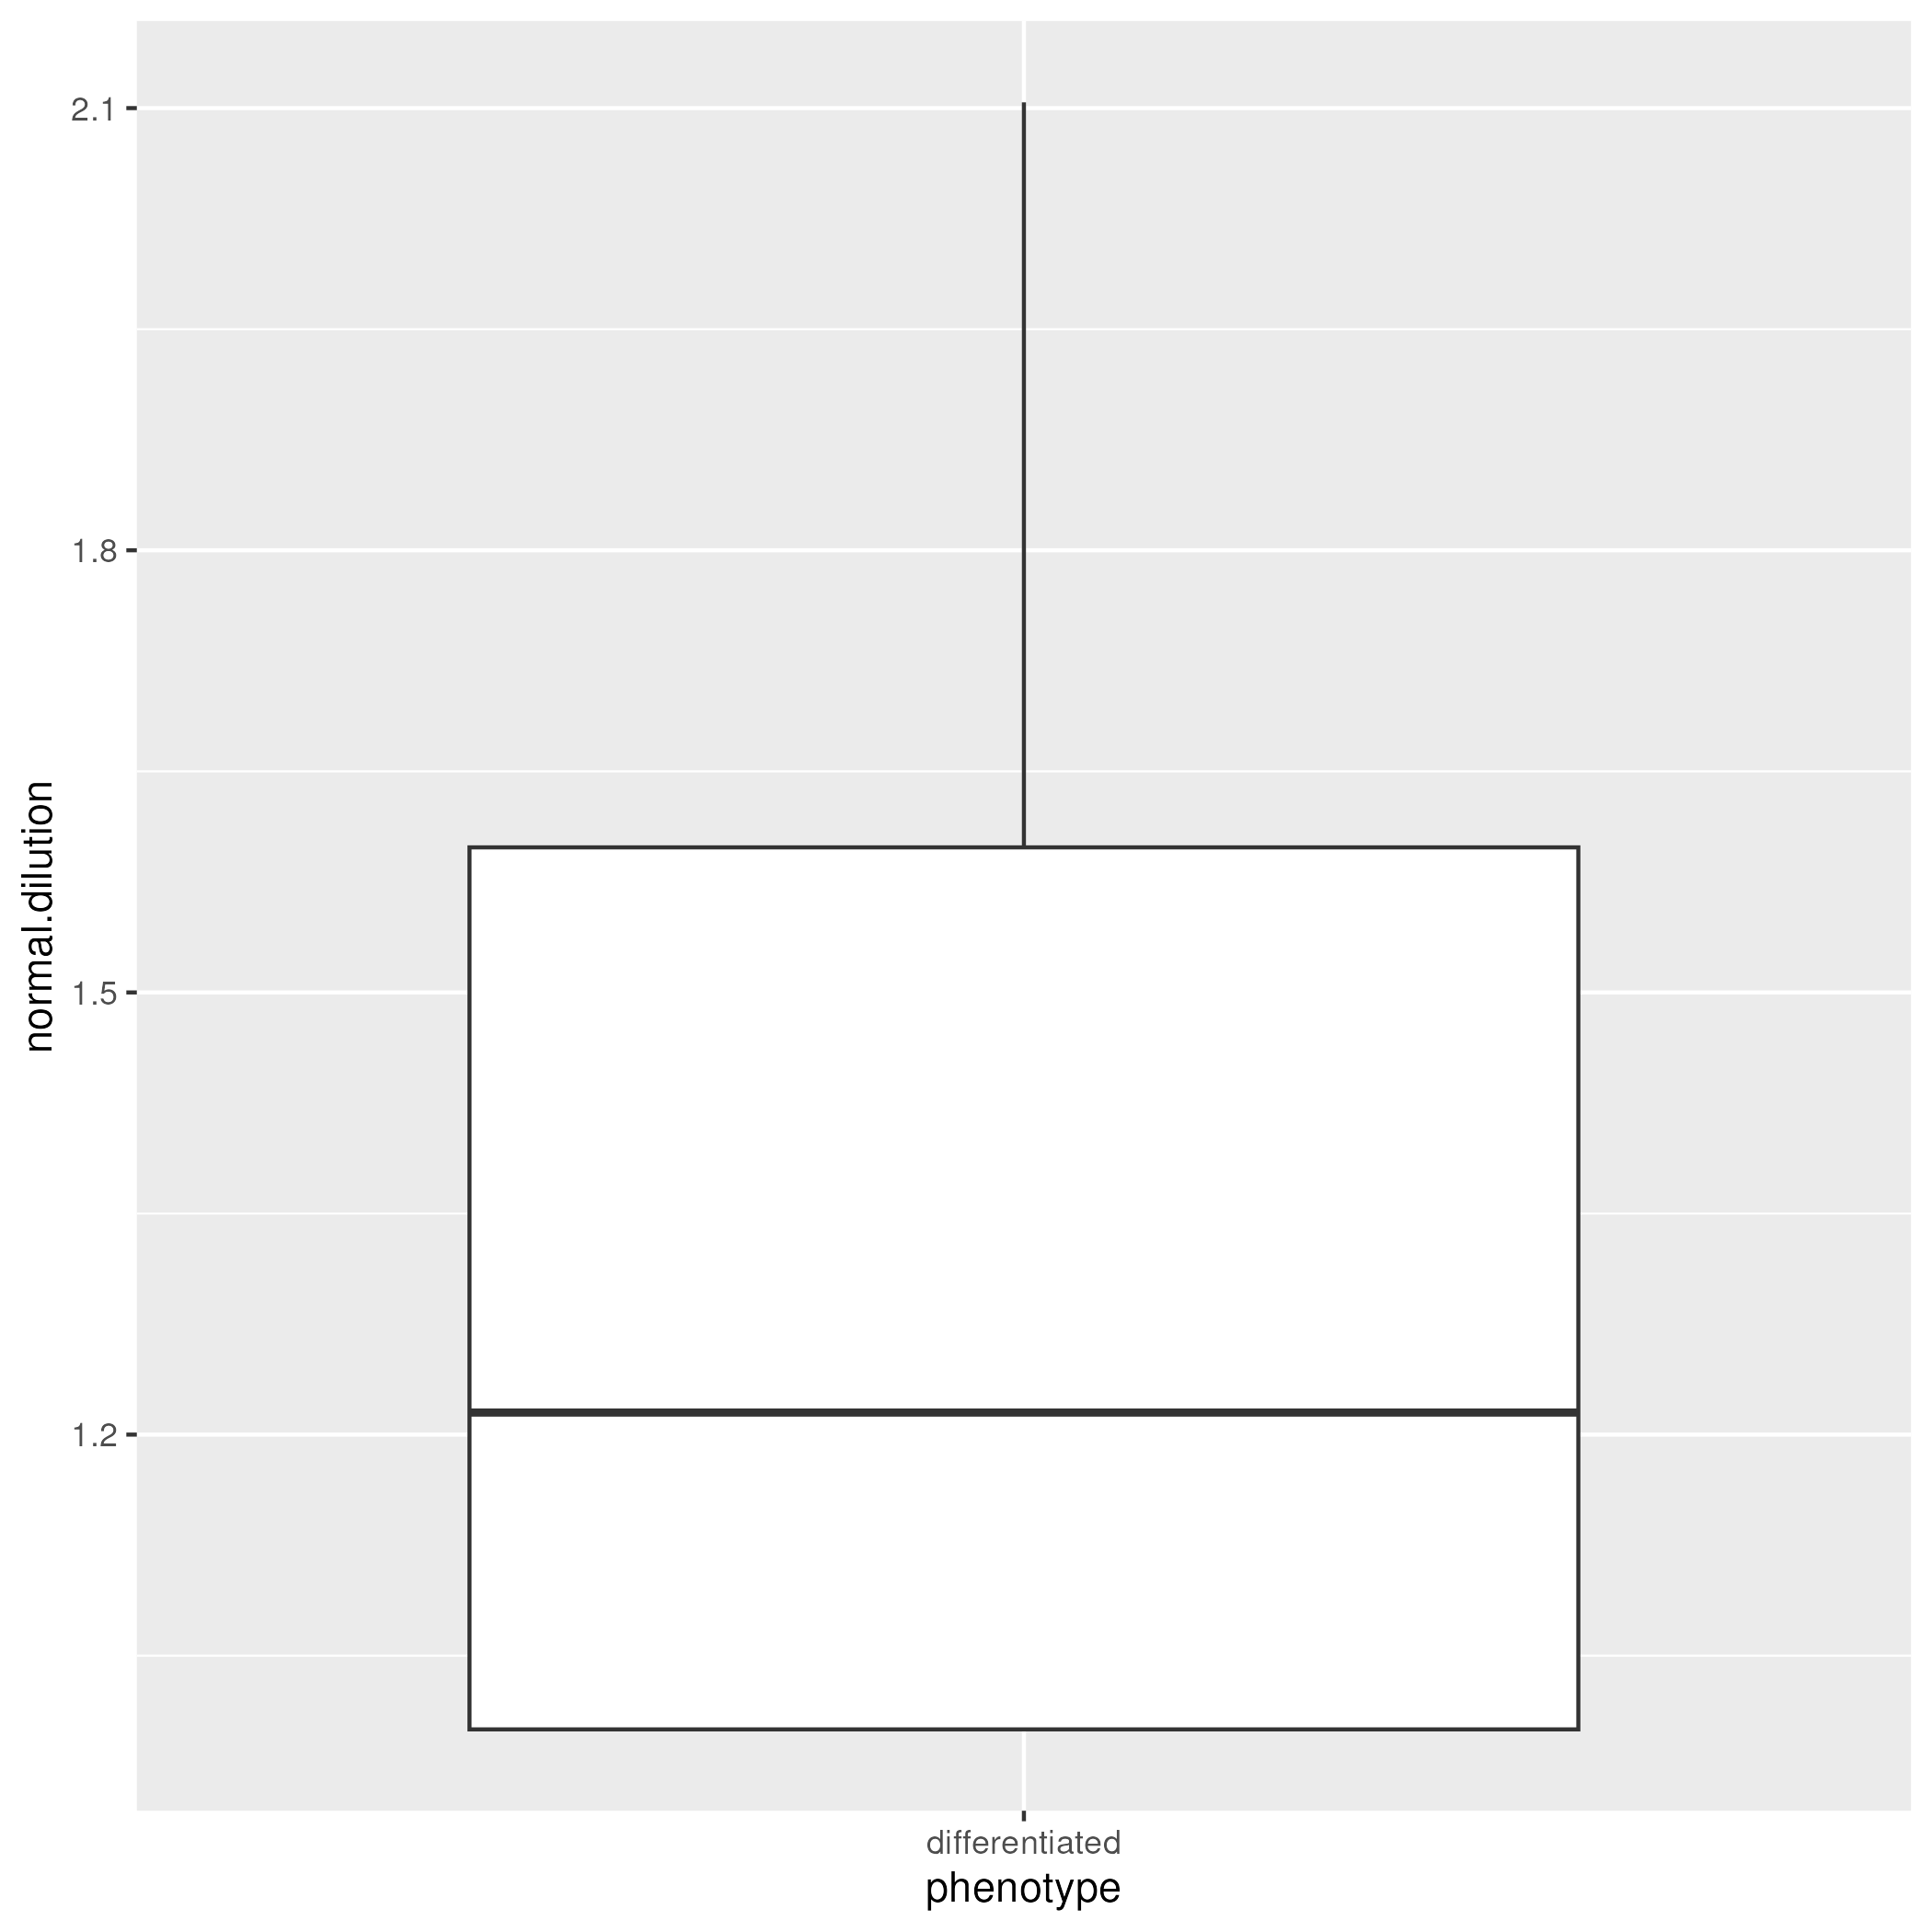 2.1
1.8
1.5
1.2
normal.dilution
differentiated
phenotype